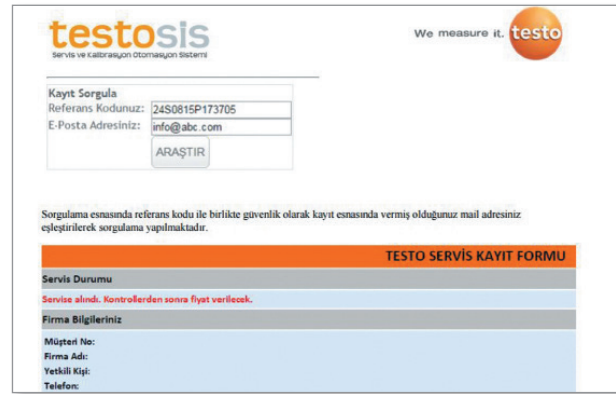 testosis
Servis ve Kalibrasyon Otomasyon Sistemi
We measure it. testo
Kayıt Sorgula
Referans Kodunuz: 24S0815P173705
E-Posta Adresiniz: info@abc.com
ARAŞTIR
Sorgulama esnasında referans kodu ile birlikte güvenlik olarak kayıt esnasında vermiş olduğunuz mail adresiniz
eşleştirilerek sorgulama yapılmaktadır.
TESTO SERVİS KAYIT FORMU
Servis Durumu
Servise alındı. Kontrollerden sonra fiyat verilecek.
Firma Bilgileriniz
Müşteri No:
Firma Adı:
Yetkili Kişi:
Telefon: